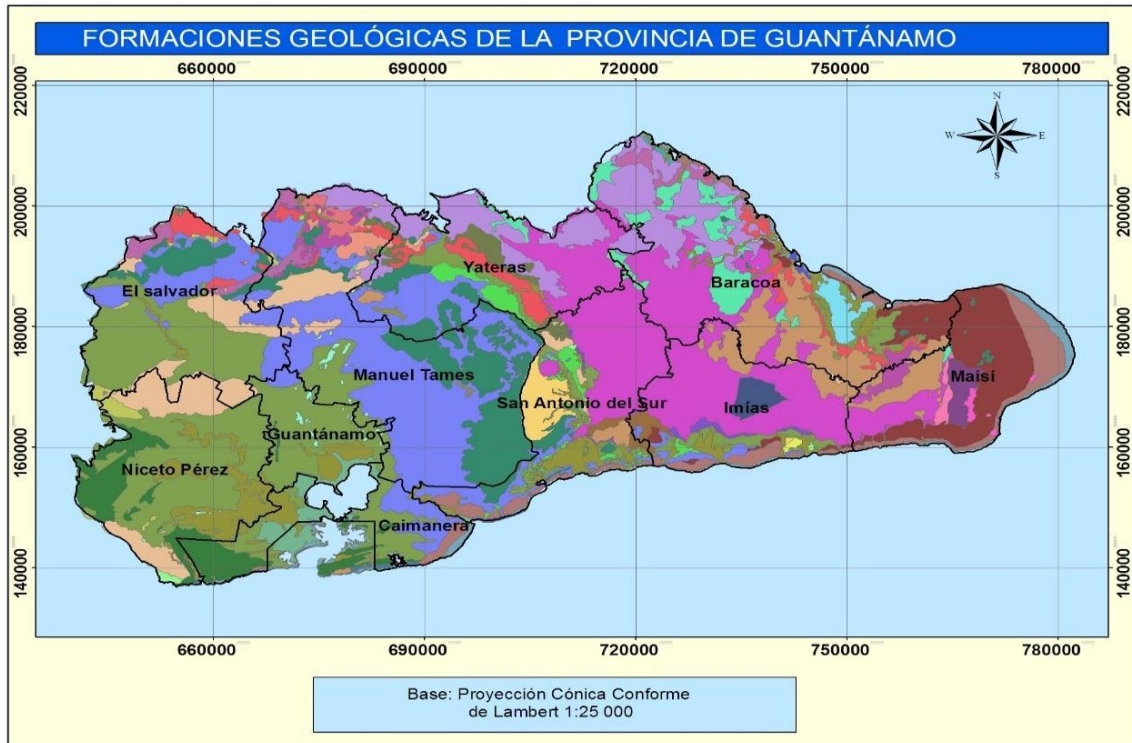 FORMACIONES GEOLÓGICAS DE LA PROVINCIA DE GUANTÁNAMO
660000 690000 720000 750000 780000
220000 220000
N
W E
S
200000 200000
Yateras
El salvador
Baracoa
180000 180000
Manuel Tames
Maisí
San Antonio del Sur
Imías
Guantánamo
160000 160000
Niceto Pérez
Caimanera
140000 140000
660000 690000 720000 750000 780000
Base: Proyección Cónica Conforme
de Lambert 1:25 000